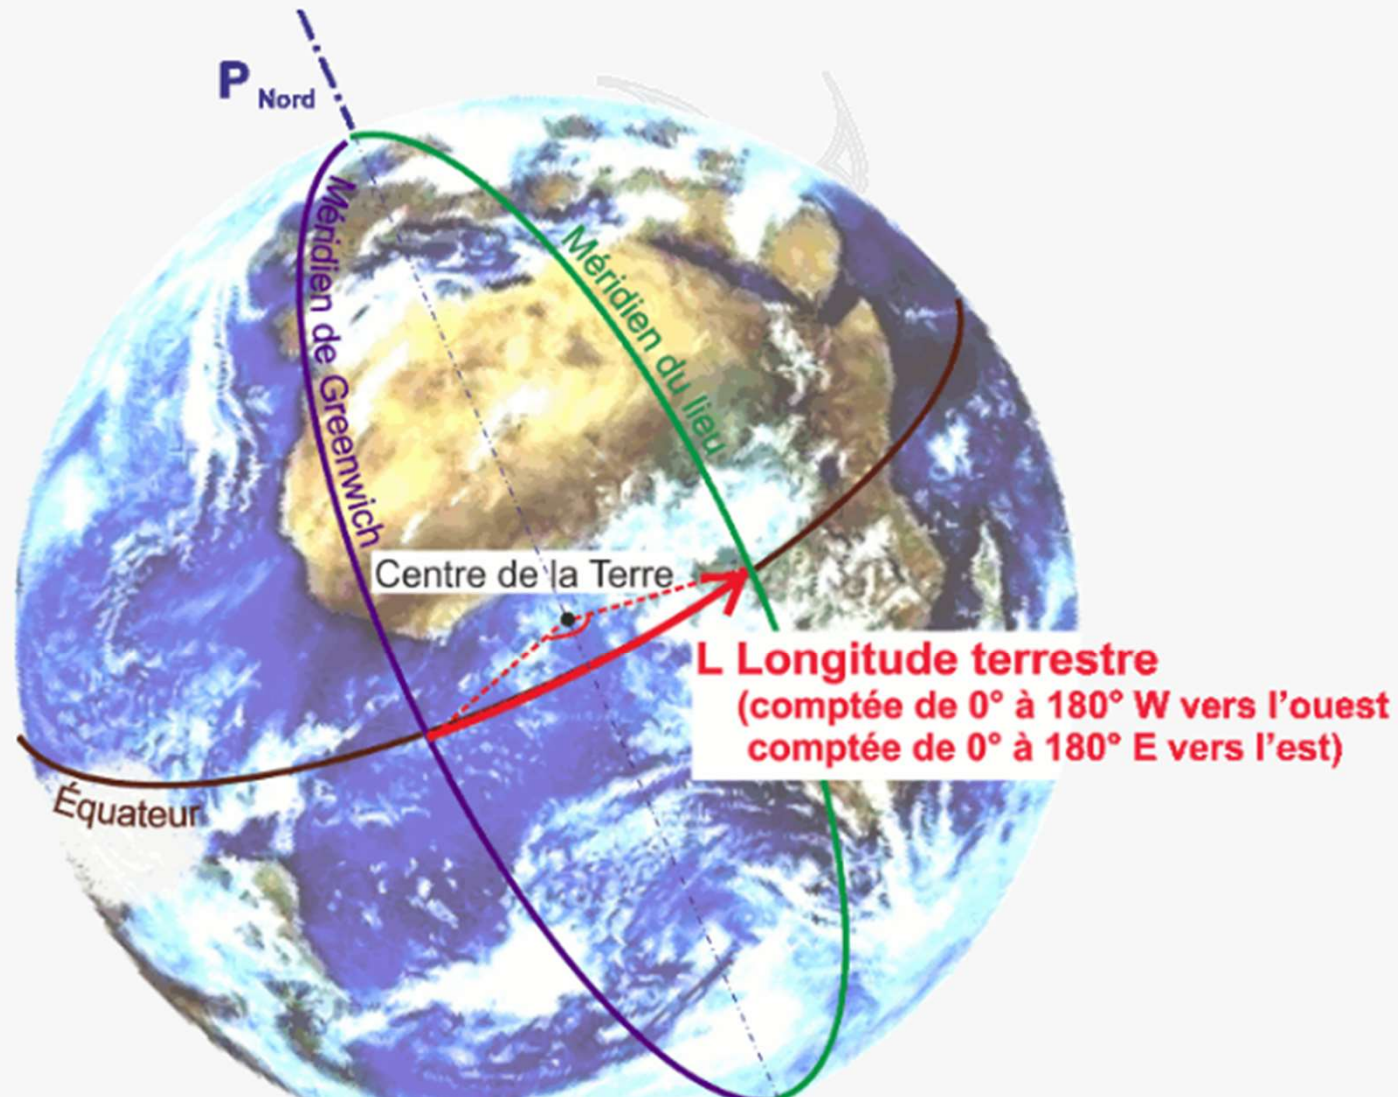 P Nord
Méridien de Greenwich
Méridien du lieu
Centre de la Terre
L Longitude terrestre
(comptée de 0° à 180° W vers l'ouest
comptée de 0° à 180° E vers l'est)
Équateur